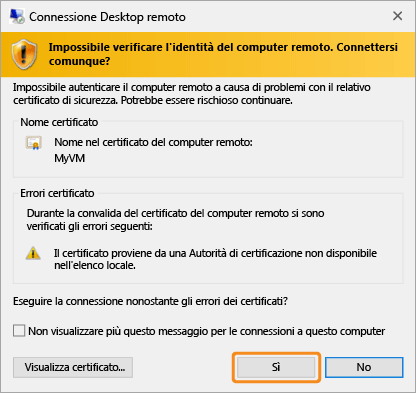 Connessione Desktop remoto
Impossibile verificare l'identità del computer remoto. Connettersi
comunque?
Impossibile autenticare il computer remoto a causa di problemi con il relativo
certificato di sicurezza. Potrebbe essere rischioso continuare.
Nome certificato
Nome nel certificato del computer remoto:
MyVM
Errori certificato
Durante la convalida del certificato del computer remoto si sono
verificati gli errori seguenti:
Il certificato proviene da una Autorità di certificazione non disponibile
nell'elenco locale.
Eseguire la connessione nonostante gli errori dei certificati?
Non visualizzare più questo messaggio per le connessioni a questo computer
Visualizza certificato...
Sì
No